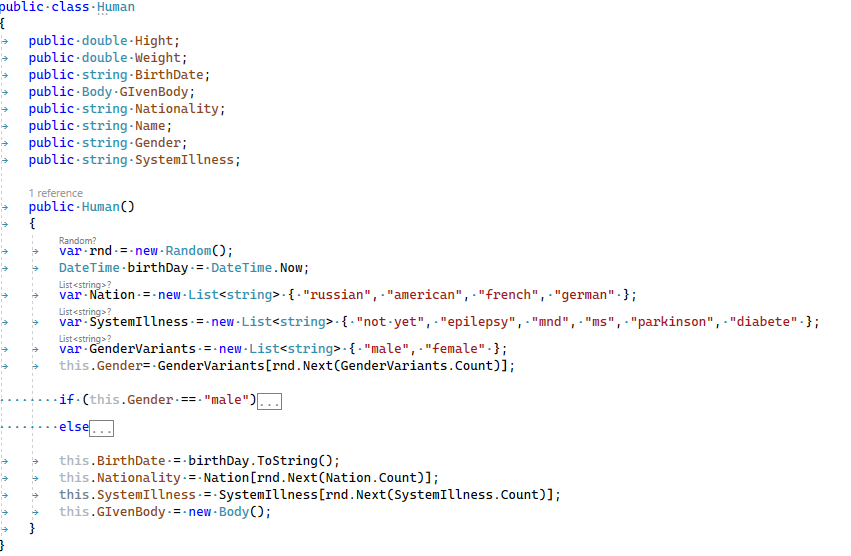 public class Human
{
public double Hight;
public double Weight;
public string BirthDate;
public Body GIvenBody;
public string Nationality;
public string Name;
public string Gender;
public string SystemIllness;
1 reference
public Human()
{
Random?
var rnd = new Random();
DateTime birthDay = DateTime.Now;
List<string>?
var Nation = new List<string> { "russian", "american", "french", "german" };
List<string>?
var SystemIllness = new List<string> { "not yet", "epilepsy", "mnd", "ms", "parkinson", "diabete" };
List<string>?
var GenderVariants = new List<string> { "male", "female" };
this.Gender= GenderVariants[rnd.Next(GenderVariants.Count)];
if (this.Gender == "male")...
else...
this.BirthDate = birthDay.ToString();
this.Nationality = Nation[rnd.Next(Nation.Count)];
this.SystemIllness = SystemIllness[rnd.Next(SystemIllness.Count)];
this.GIvenBody = new Body();
}
}